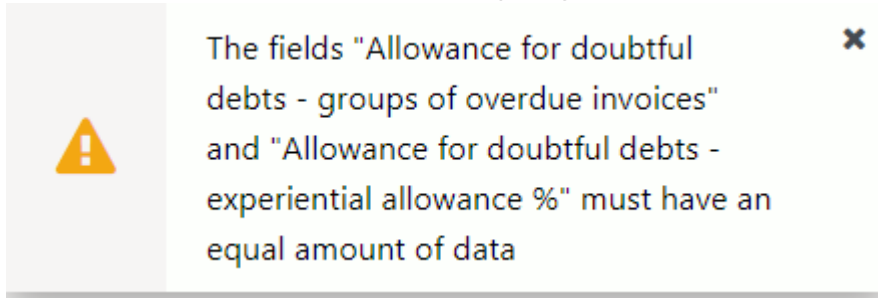 The fields "Allowance for doubtful
debts - groups of overdue invoices"
and "Allowance for doubtful debts -
experiential allowance %" must have an
equal amount of data